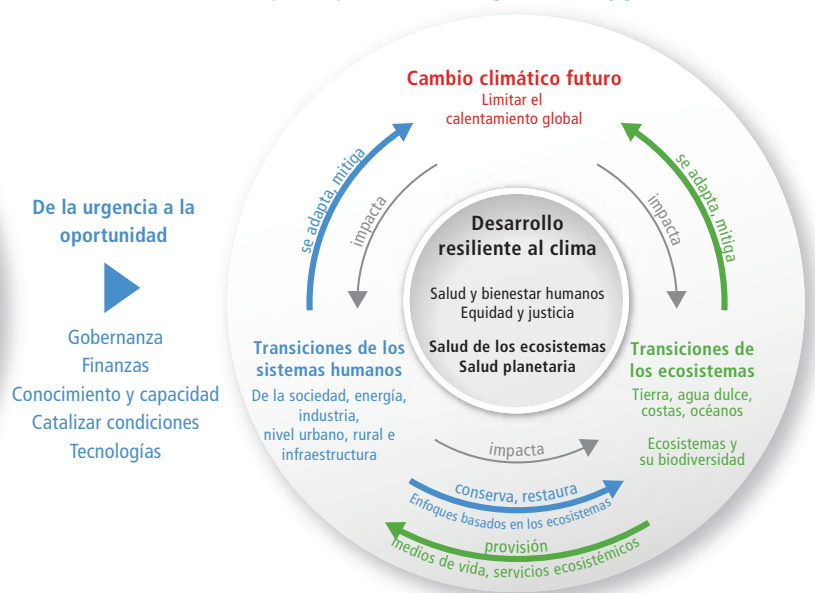 De la urgencia a la
oportunidad
Gobernanza
Finanzas
Conocimiento y capacidad
Catalizar condiciones
Tecnologías
Cambio climático futuro
Limitar el
calentamiento global
se adapta, mitiga
impacta
se adapta, mitiga
impacta
Desarrollo
resiliente al clima
Salud y bienestar humanos
Equidad y justicia
Salud de los ecosistemas
Salud planetaria
Transiciones de los
sistemas humanos
De la sociedad, energía,
industria,
nivel urbano, rural e
infraestructura
Transiciones de
los ecosistemas
Tierra, agua dulce,
costas, océanos
Ecosistemas y
su biodiversidad
impacta
conserva, restaura
Enfoques basados en los ecosistemas
provisión
medios de vida, servicios ecosistémicos